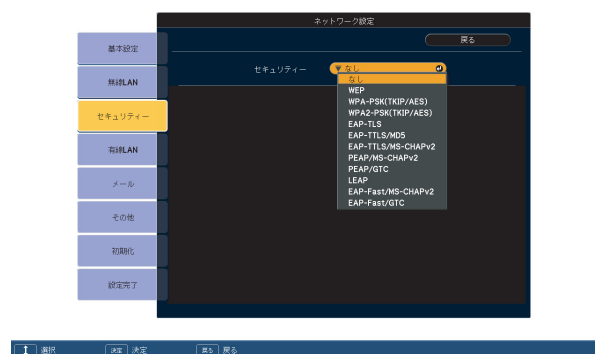 ネットワーク設定
戻る
基本設定
無線LAN
セキュリティー
有線LAN
メール
その他
初期化
設定完了
セキュリティー
なし
なし
WEP
WPA-PSK(TKIP/AES)
WPA2-PSK(TKIP/AES)
EAP-TLS
EAP-TTLS/MD5
EAP-TTLS/MS-CHAPv2
PEAP/MS-CHAPv2
PEAP/GTC
LEAP
EAP-Fast/MS-CHAPv2
EAP-Fast/GTC
選択 決定 決定 戻る 戻る